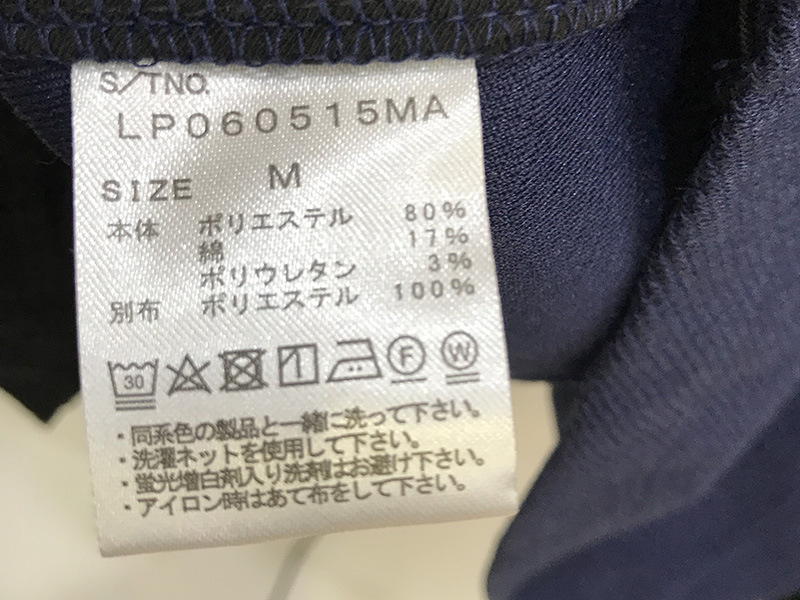 S/TNO.
LP060515MA
SIZE M
本体 ポリエステル 80%
綿 17%
ポリウレタン 3%
別布 ポリエステル 100%
30 F W
・同系色の製品と一緒に洗って下さい。
・洗濯ネットを使用して下さい。
・蛍光増白剤入り洗剤はお避け下さい。
・アイロン時はあて布をして下さい。